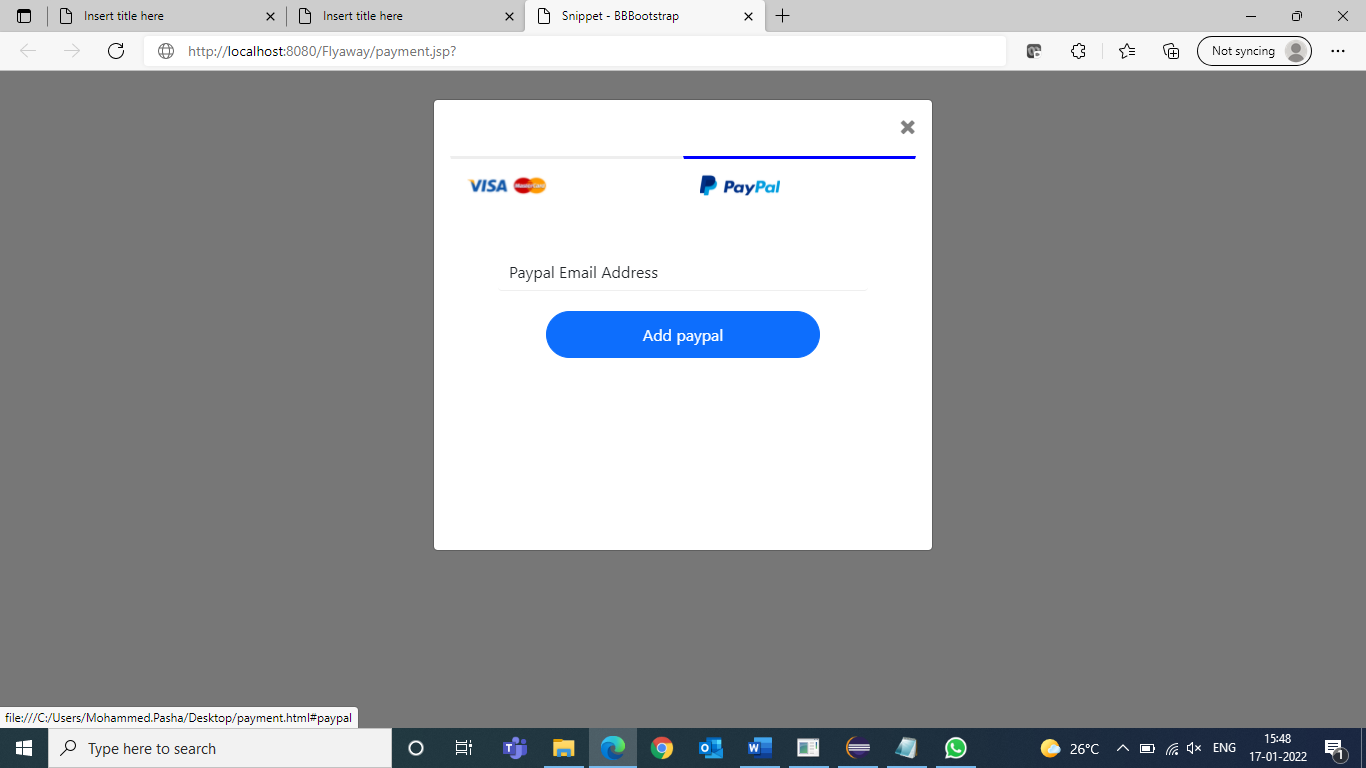 Insert title here
Insert title here
Snippet - BBBootstrap
http://localhost:8080/Flyaway/payment.jsp?
Not syncing
VISA MasterCard
PayPal
Paypal Email Address
Add paypal
file:///C:/Users/Mohammed.Pasha/Desktop/payment.html#paypal
Type here to search
26°C
ENG
15:48
17-01-2022
1